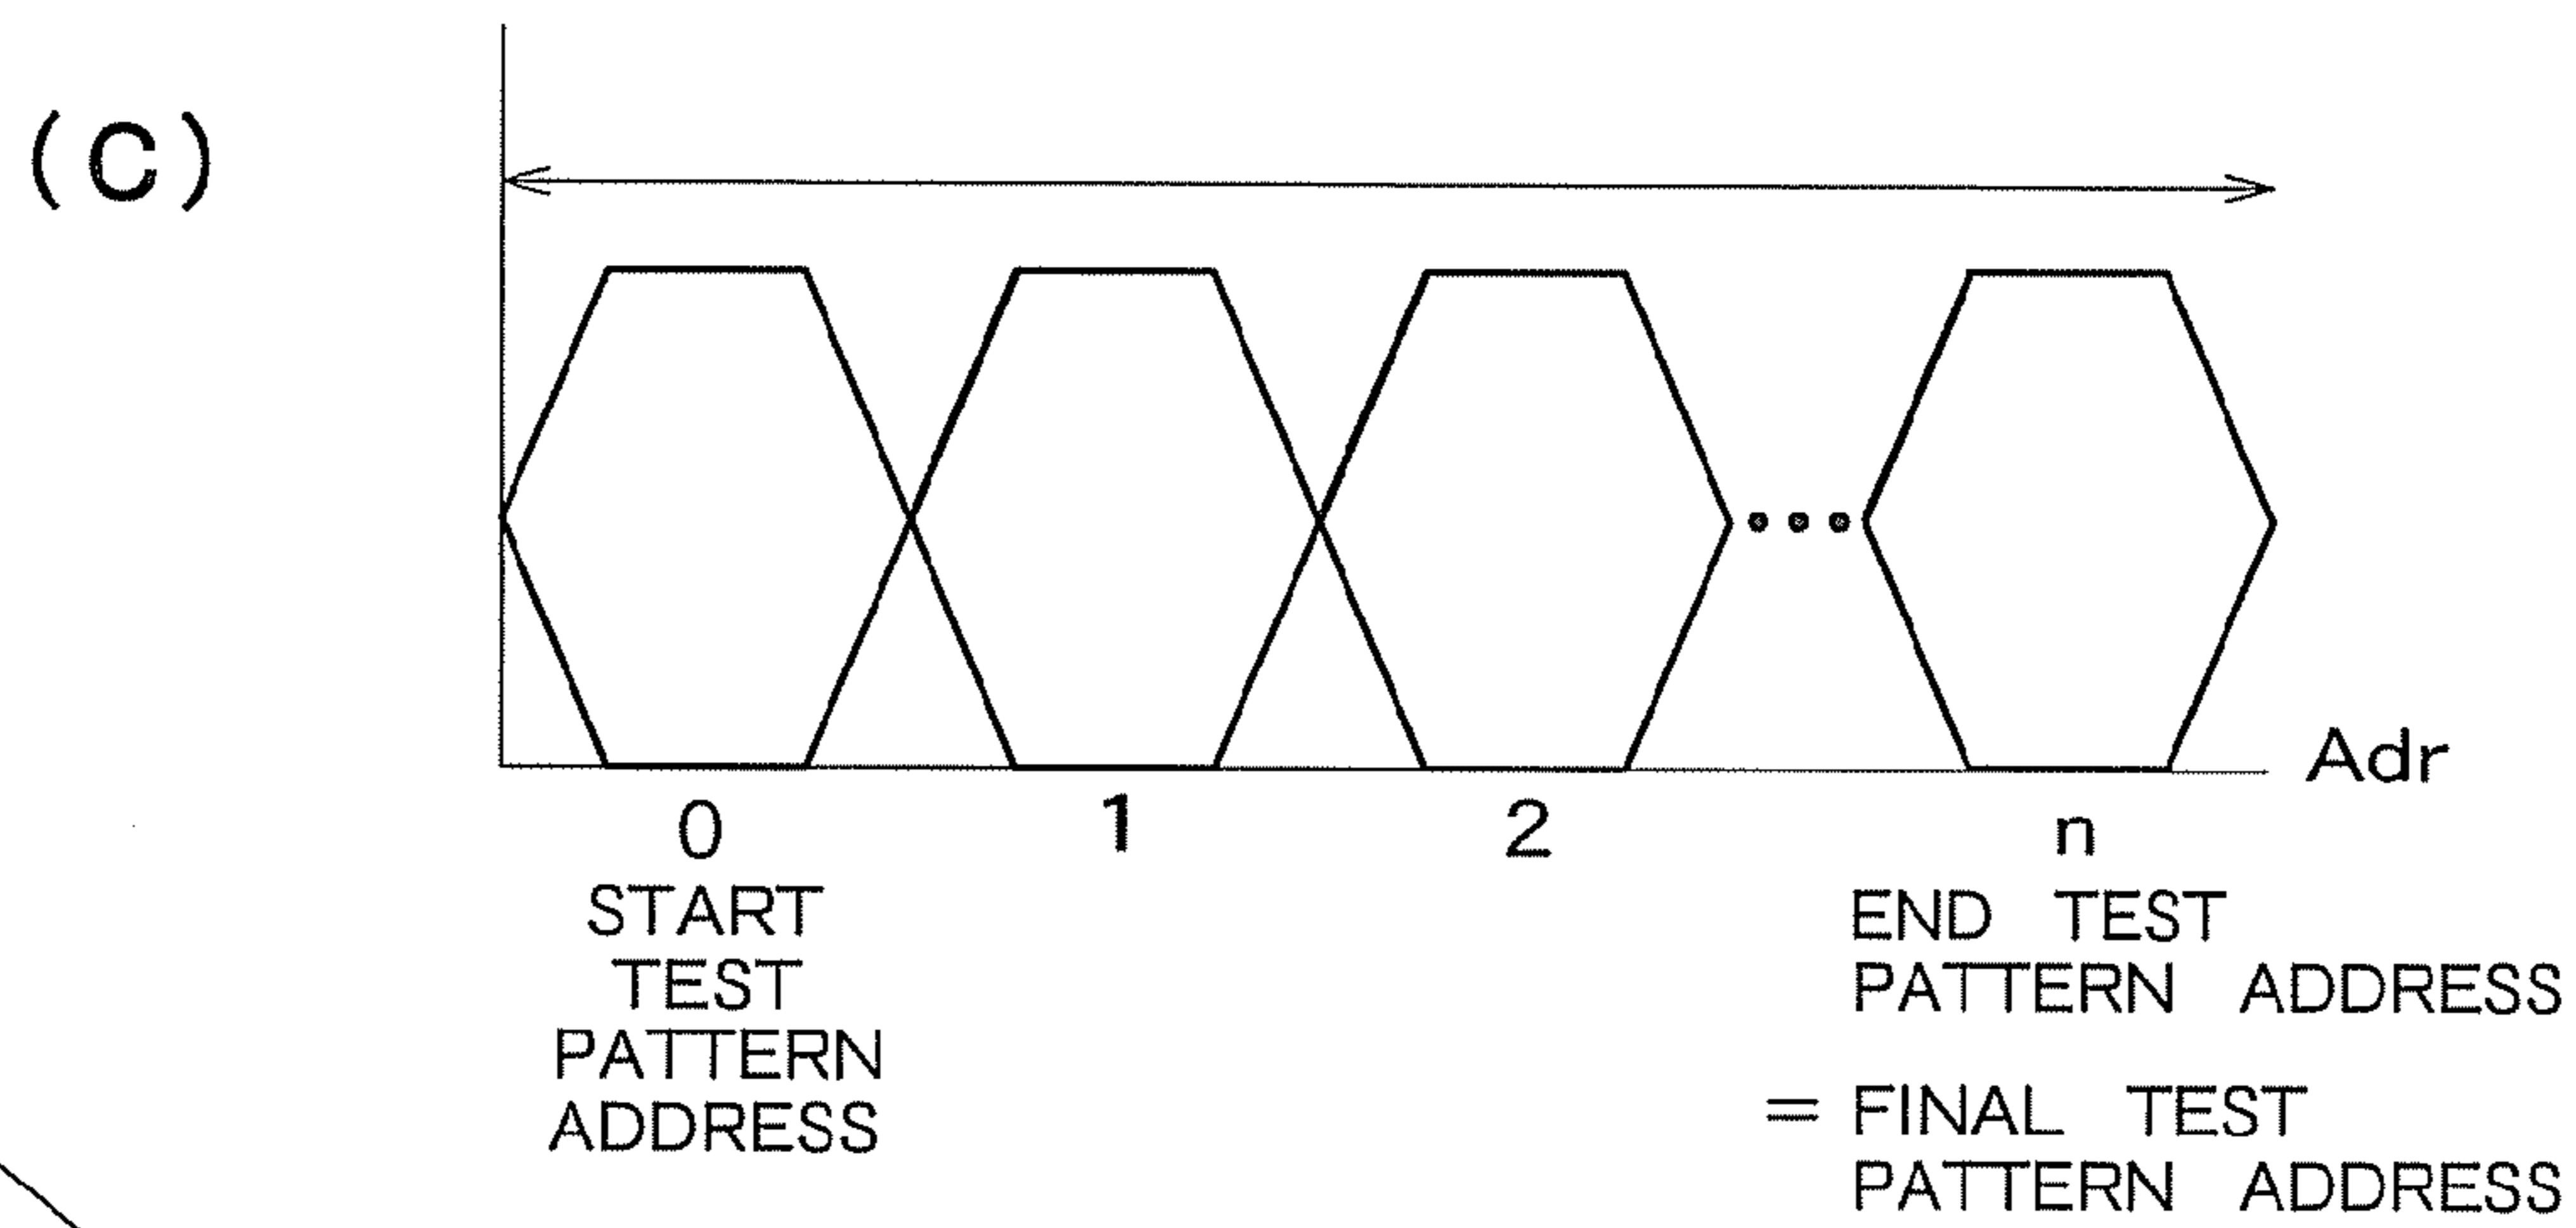 (C)
Adr
0 1 2 n
START
TEST
PATTERN
ADDRESS
END TEST
PATTERN ADDRESS
= FINAL TEST
PATTERN ADDRESS